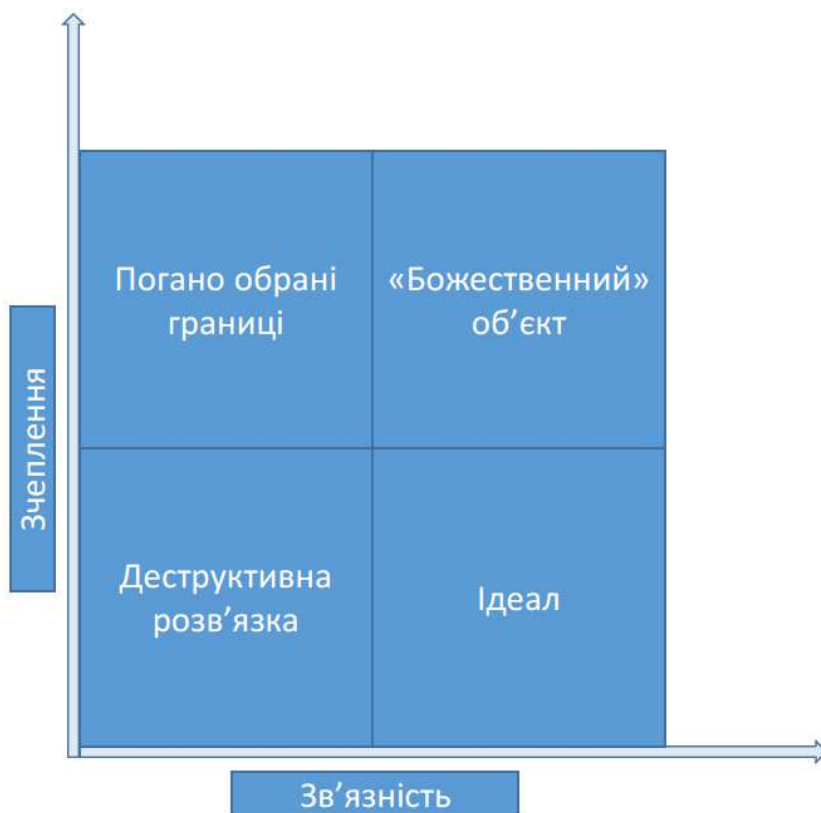 Погано обрані
границі
«Божественний»
об’єкт
Зчеплення
Деструктивна
розв’язка
Ідеал
Зв’язність